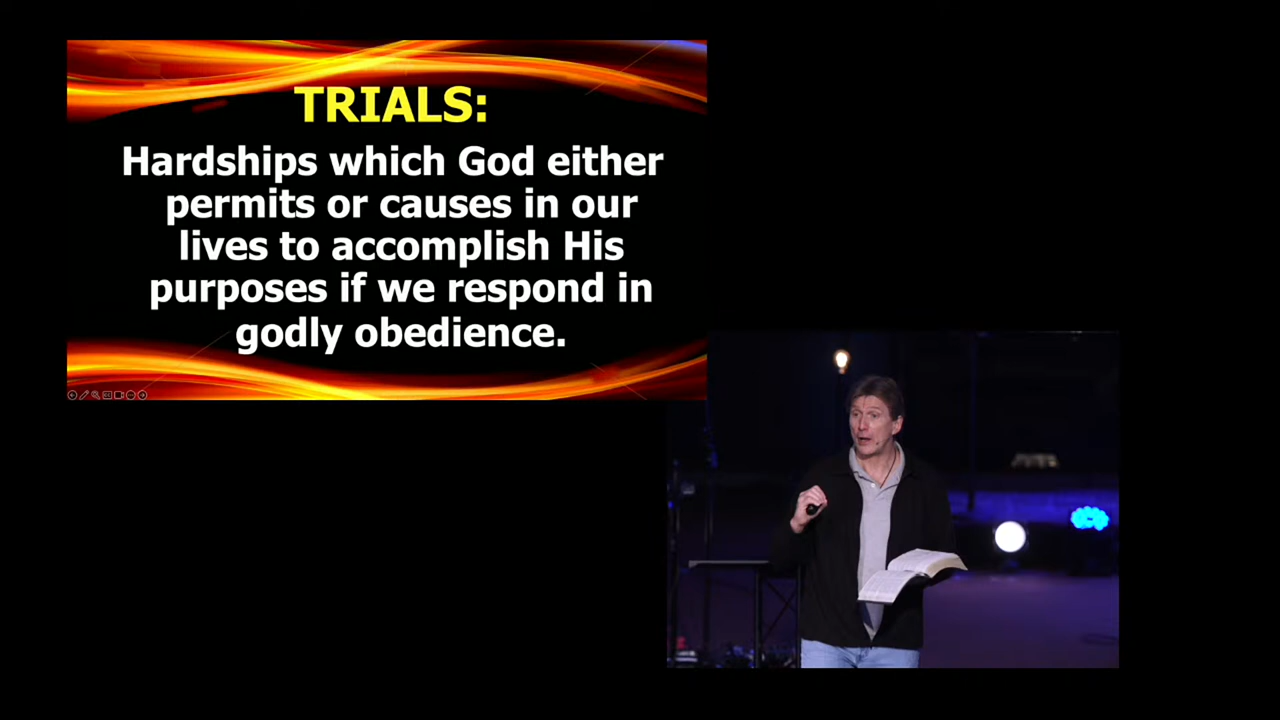 TRIALS:
Hardships which God either
permits or causes in our
lives to accomplish His
purposes if we respond in
godly obedience.